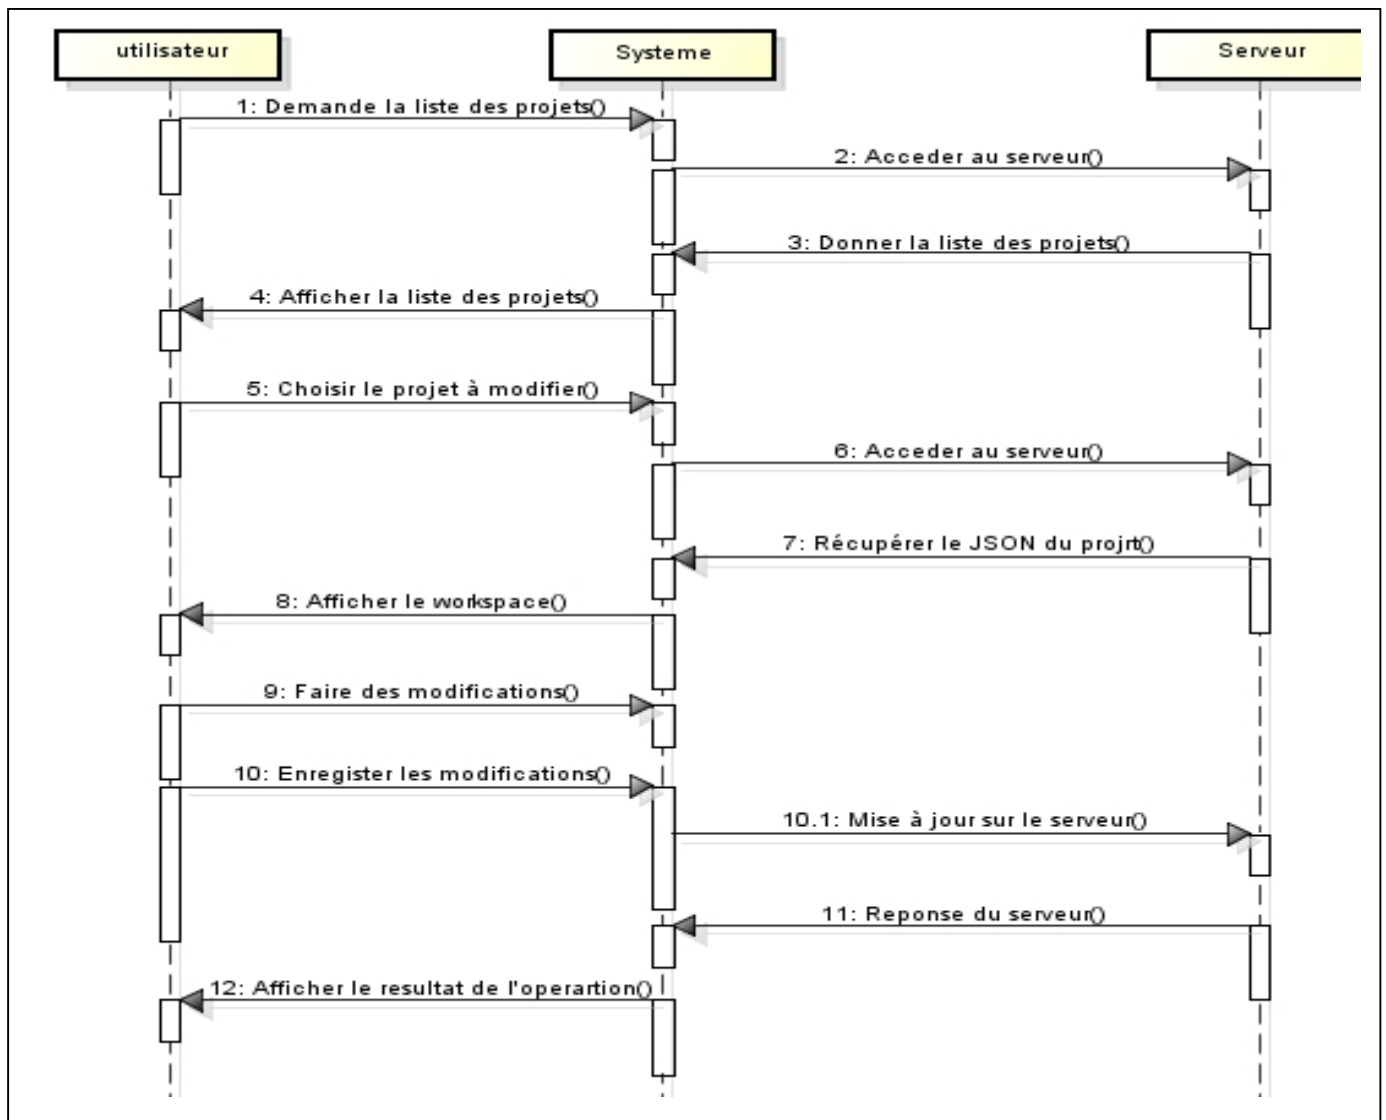 utilisateur
Systeme
Serveur
1: Demande la liste des projets()
2: Acceder au serveur()
3: Donner la liste des projets()
4: Afficher la liste des projets()
5: Choisir le projet à modifier()
6: Acceder au serveur()
7: Récupérer le JSON du projrt()
8: Afficher le workspace()
9: Faire des modifications()
10: Enregister les modifications()
10.1: Mise à jour sur le serveur()
11: Reponse du serveur()
12: Afficher le resultat de l'operartion()